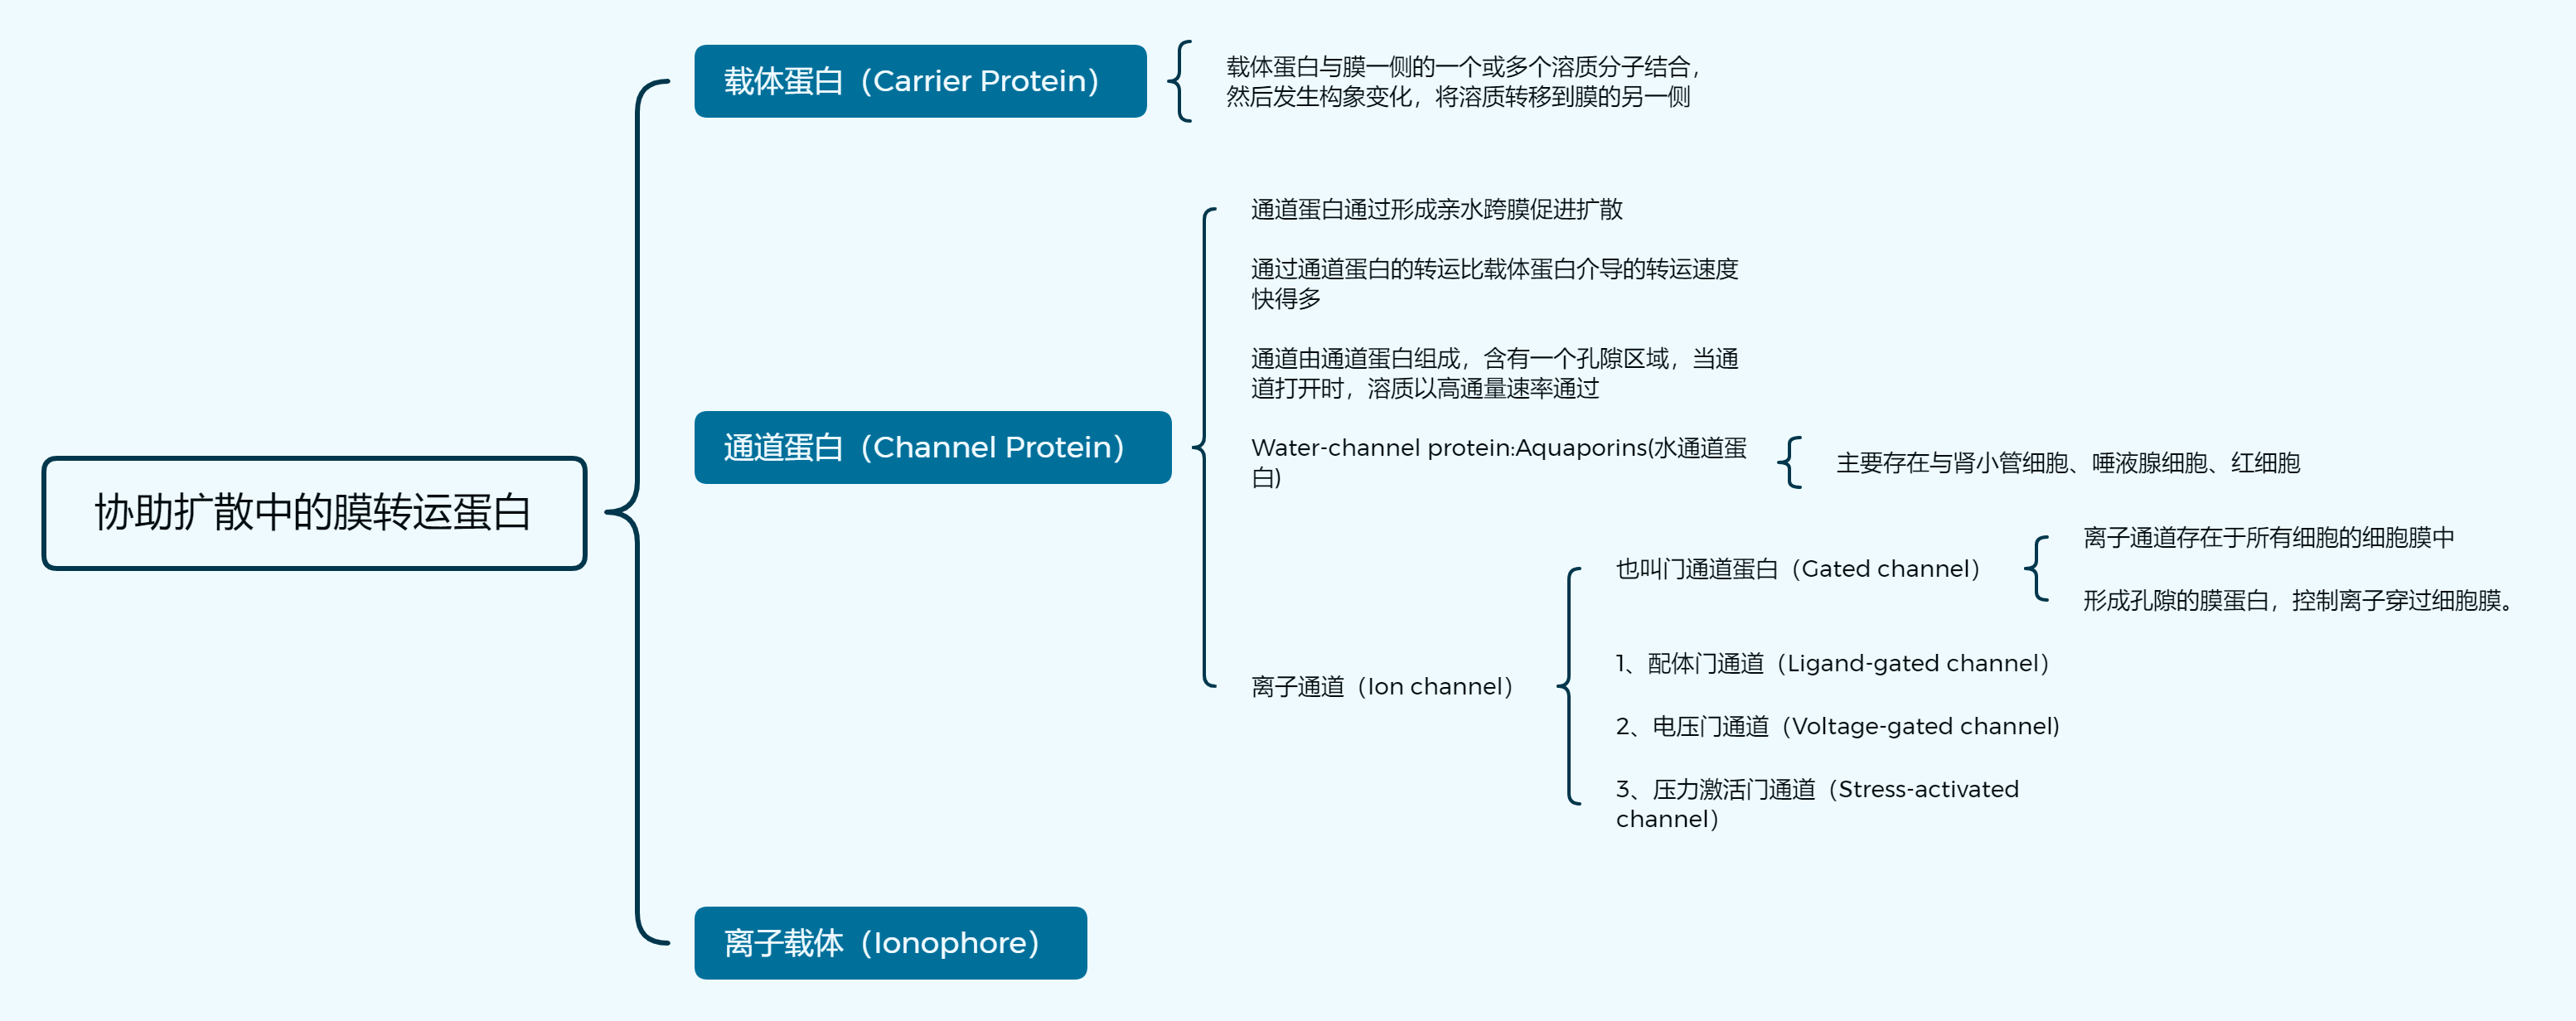 协助扩散中的膜转运蛋白
载体蛋白（Carrier Protein）
载体蛋白与膜一侧的一个或多个溶质分子结合，
然后发生构象变化，将溶质转移到膜的另一侧
通道蛋白（Channel Protein）
通道蛋白通过形成亲水跨膜促进扩散
通过通道蛋白的转运比载体蛋白介导的转运速度
快得多
通道由通道蛋白组成，含有一个孔隙区域，当通
道打开时，溶质以高通量速率通过
Water-channel protein:Aquaporins(水通道蛋
白)
主要存在与肾小管细胞、唾液腺细胞、红细胞
离子通道（Ion channel）
也叫门通道蛋白（Gated channel）
离子通道存在于所有细胞的细胞膜中
形成孔隙的膜蛋白，控制离子穿过细胞膜。
1、配体门通道（Ligand-gated channel）
2、电压门通道（Voltage-gated channel)
3、压力激活门通道（Stress-activated
channel）
离子载体（Ionophore）